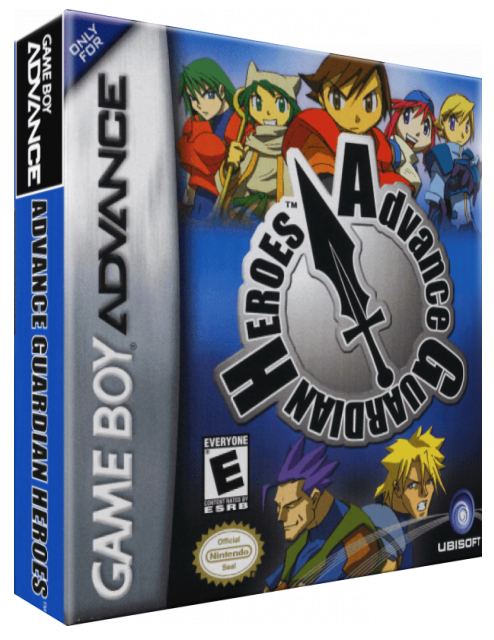 GAME BOY
ADVANCE
ADVANCE GUARDIAN HEROES
TM
ONLY
FOR
GAME BOY ADVANCE
®
Advance
GUARDIAN
HEROES
TM
EVERYONE
E
CONTENT RATED BY
ESRB
Official
Nintendo
Seal
UBISOFT